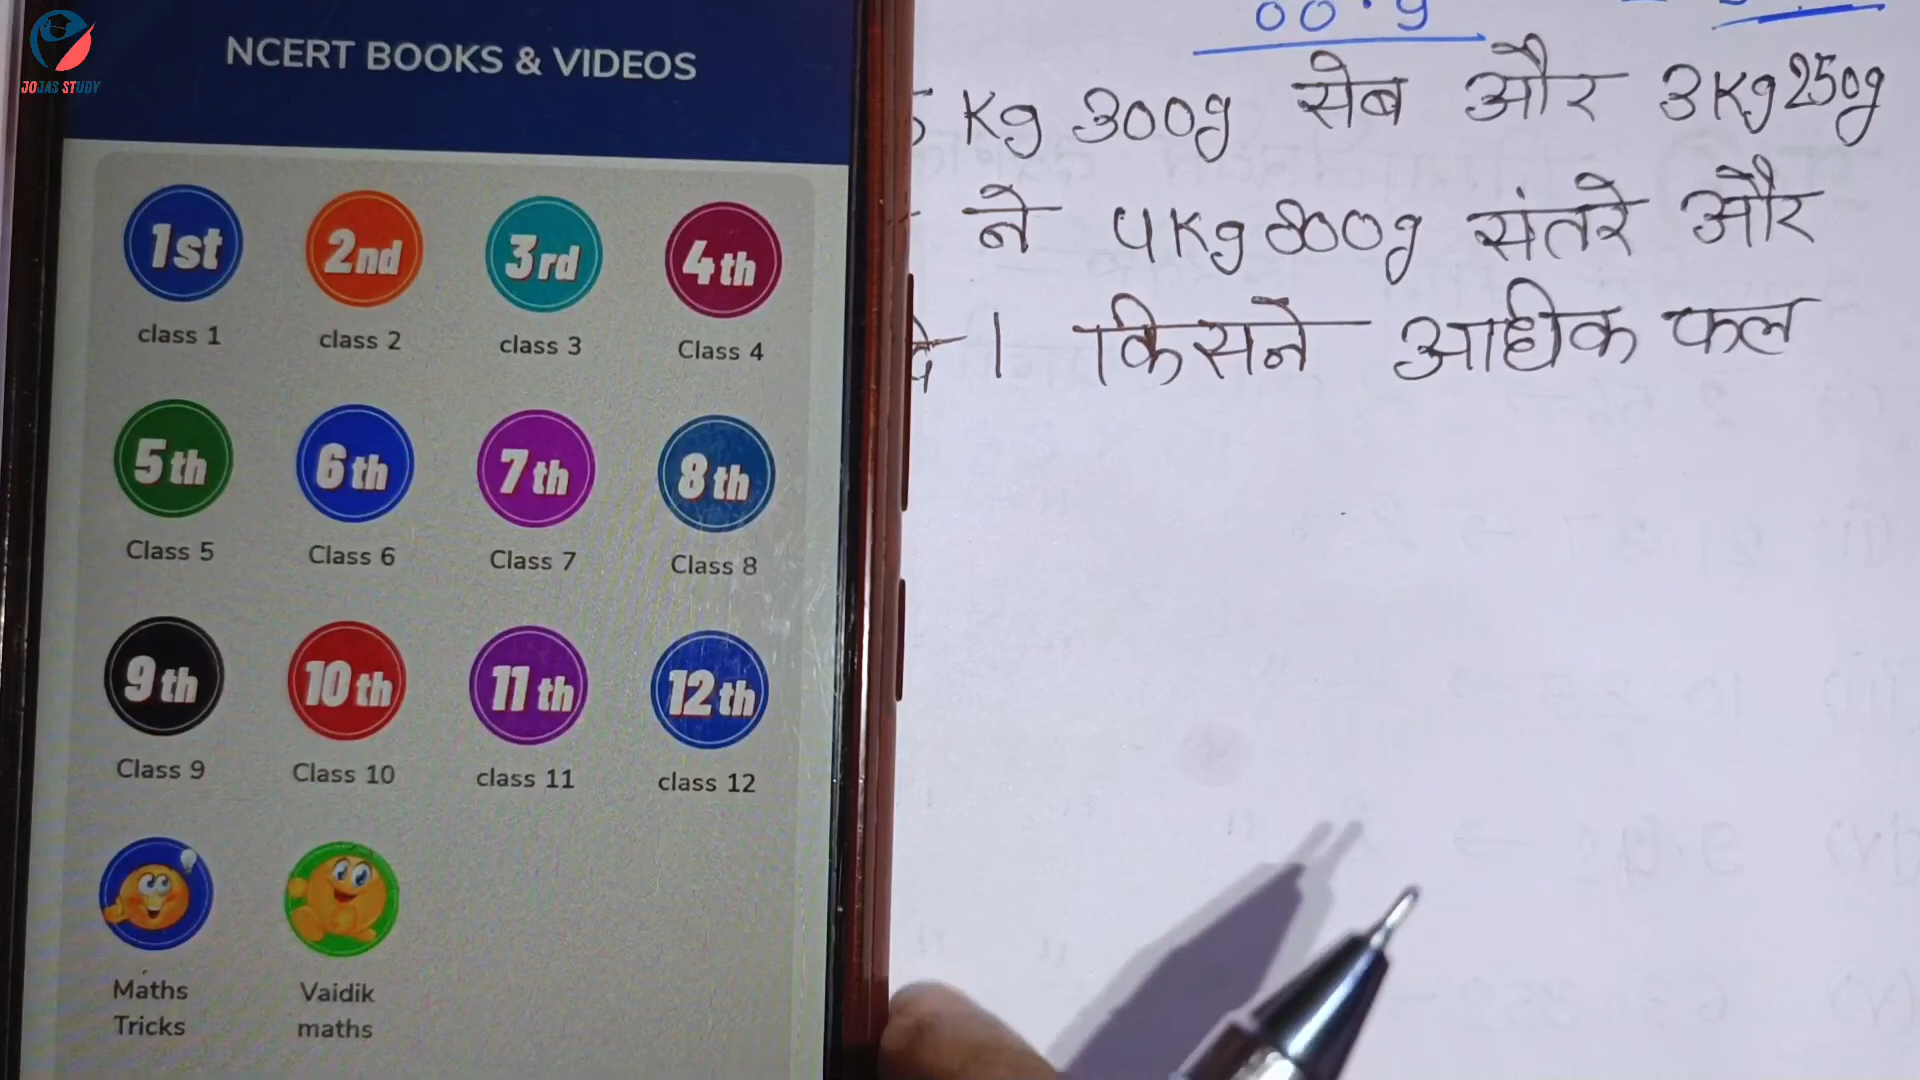 JOJAS STUDY
NCERT BOOKS & VIDEOS
1st 2nd 3rd 4th
class 1 class 2 class 3 Class 4
5th 6th 7th 8th
Class 5 Class 6 Class 7 Class 8
9th 10th 11th 12th
Class 9 Class 10 class 11 class 12
Maths Tricks
Vaidik maths
Kg 300g सेब और 3Kg 250g
ने 4Kg 800g संतरे और
। किसने अधिक फल